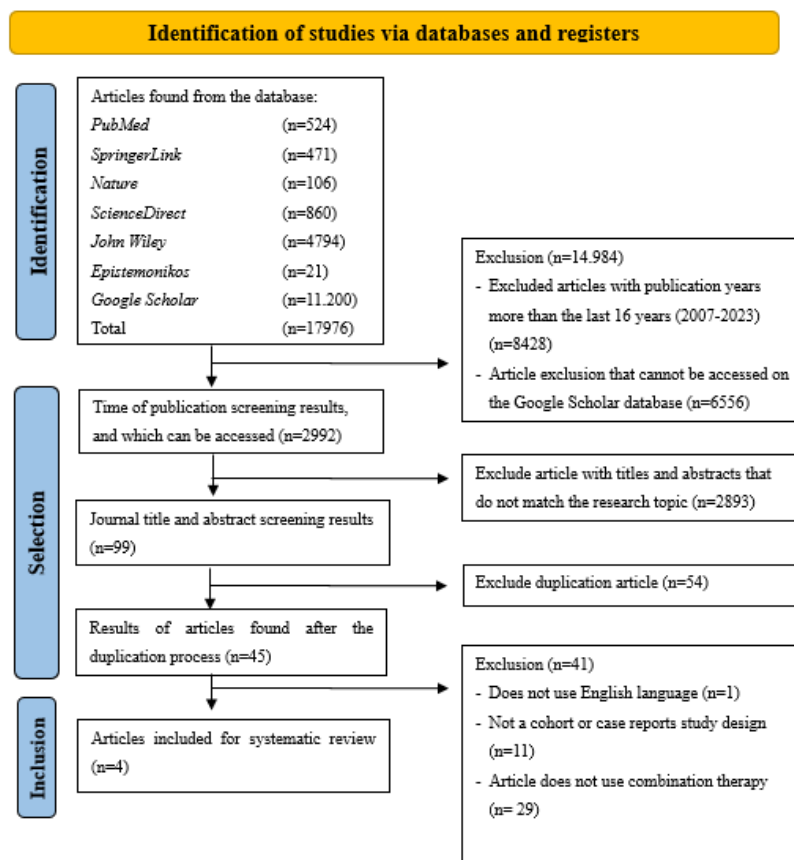 Identification of studies via databases and registers
Identification
Articles found from the database:
PubMed (n=524)
SpringerLink (n=471)
Nature (n=106)
ScienceDirect (n=860)
John Wiley (n=4794)
Epistemonikos (n=21)
Google Scholar (n=11.200)
Total (n=17976)
Exclusion (n=14.984)
- Excluded articles with publication years
more than the last 16 years (2007-2023)
(n=8428)
- Article exclusion that cannot be accessed on
the Google Scholar database (n=6556)
Selection
Time of publication screening results,
and which can be accessed (n=2992)
Exclude article with titles and abstracts that
do not match the research topic (n=2893)
Journal title and abstract screening results
(n=99)
Exclude duplication article (n=54)
Results of articles found after the
duplication process (n=45)
Exclusion (n=41)
- Does not use English language (n=1)
- Not a cohort or case reports study design
(n=11)
- Article does not use combination therapy
(n= 29)
Inclusion
Articles included for systematic review
(n=4)